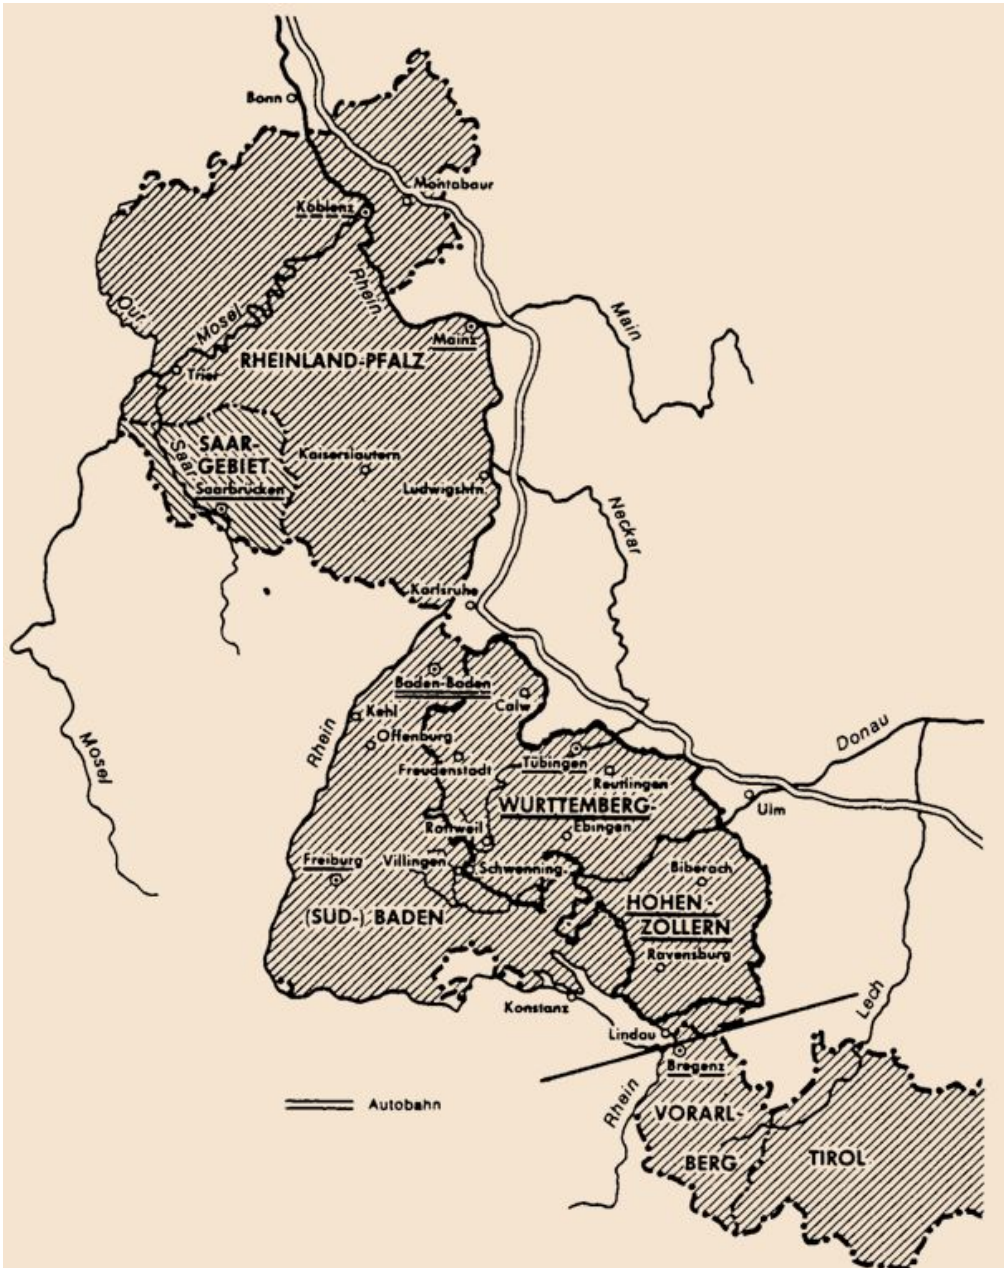 Bonn
Montabaur
Koblenz
Rhein
Main
Our
Mosel
Mainz
RHEINLAND-PFALZ
Trier
SAAR-
GEBIET
Saar
Kaiserslautern
Saarbrücken
Ludwigshfn.
Neckar
Karlsruhe
Baden-Baden
Calw
Kehl
Rhein
Offenburg
Donau
Mosel
Freudenstadt
Tübingen
Reutlingen
WÜRTTEMBERG-
Ulm
Ebingen
Rottweil
Freiburg
Villingen
Schwenning.
Biberach
HOHEN-
ZOLLERN
(SÜD-) BADEN
Ravensburg
Konstanz
Lech
Lindau
Bregenz
Autobahn
Rhein
VORARL-
BERG
TIROL